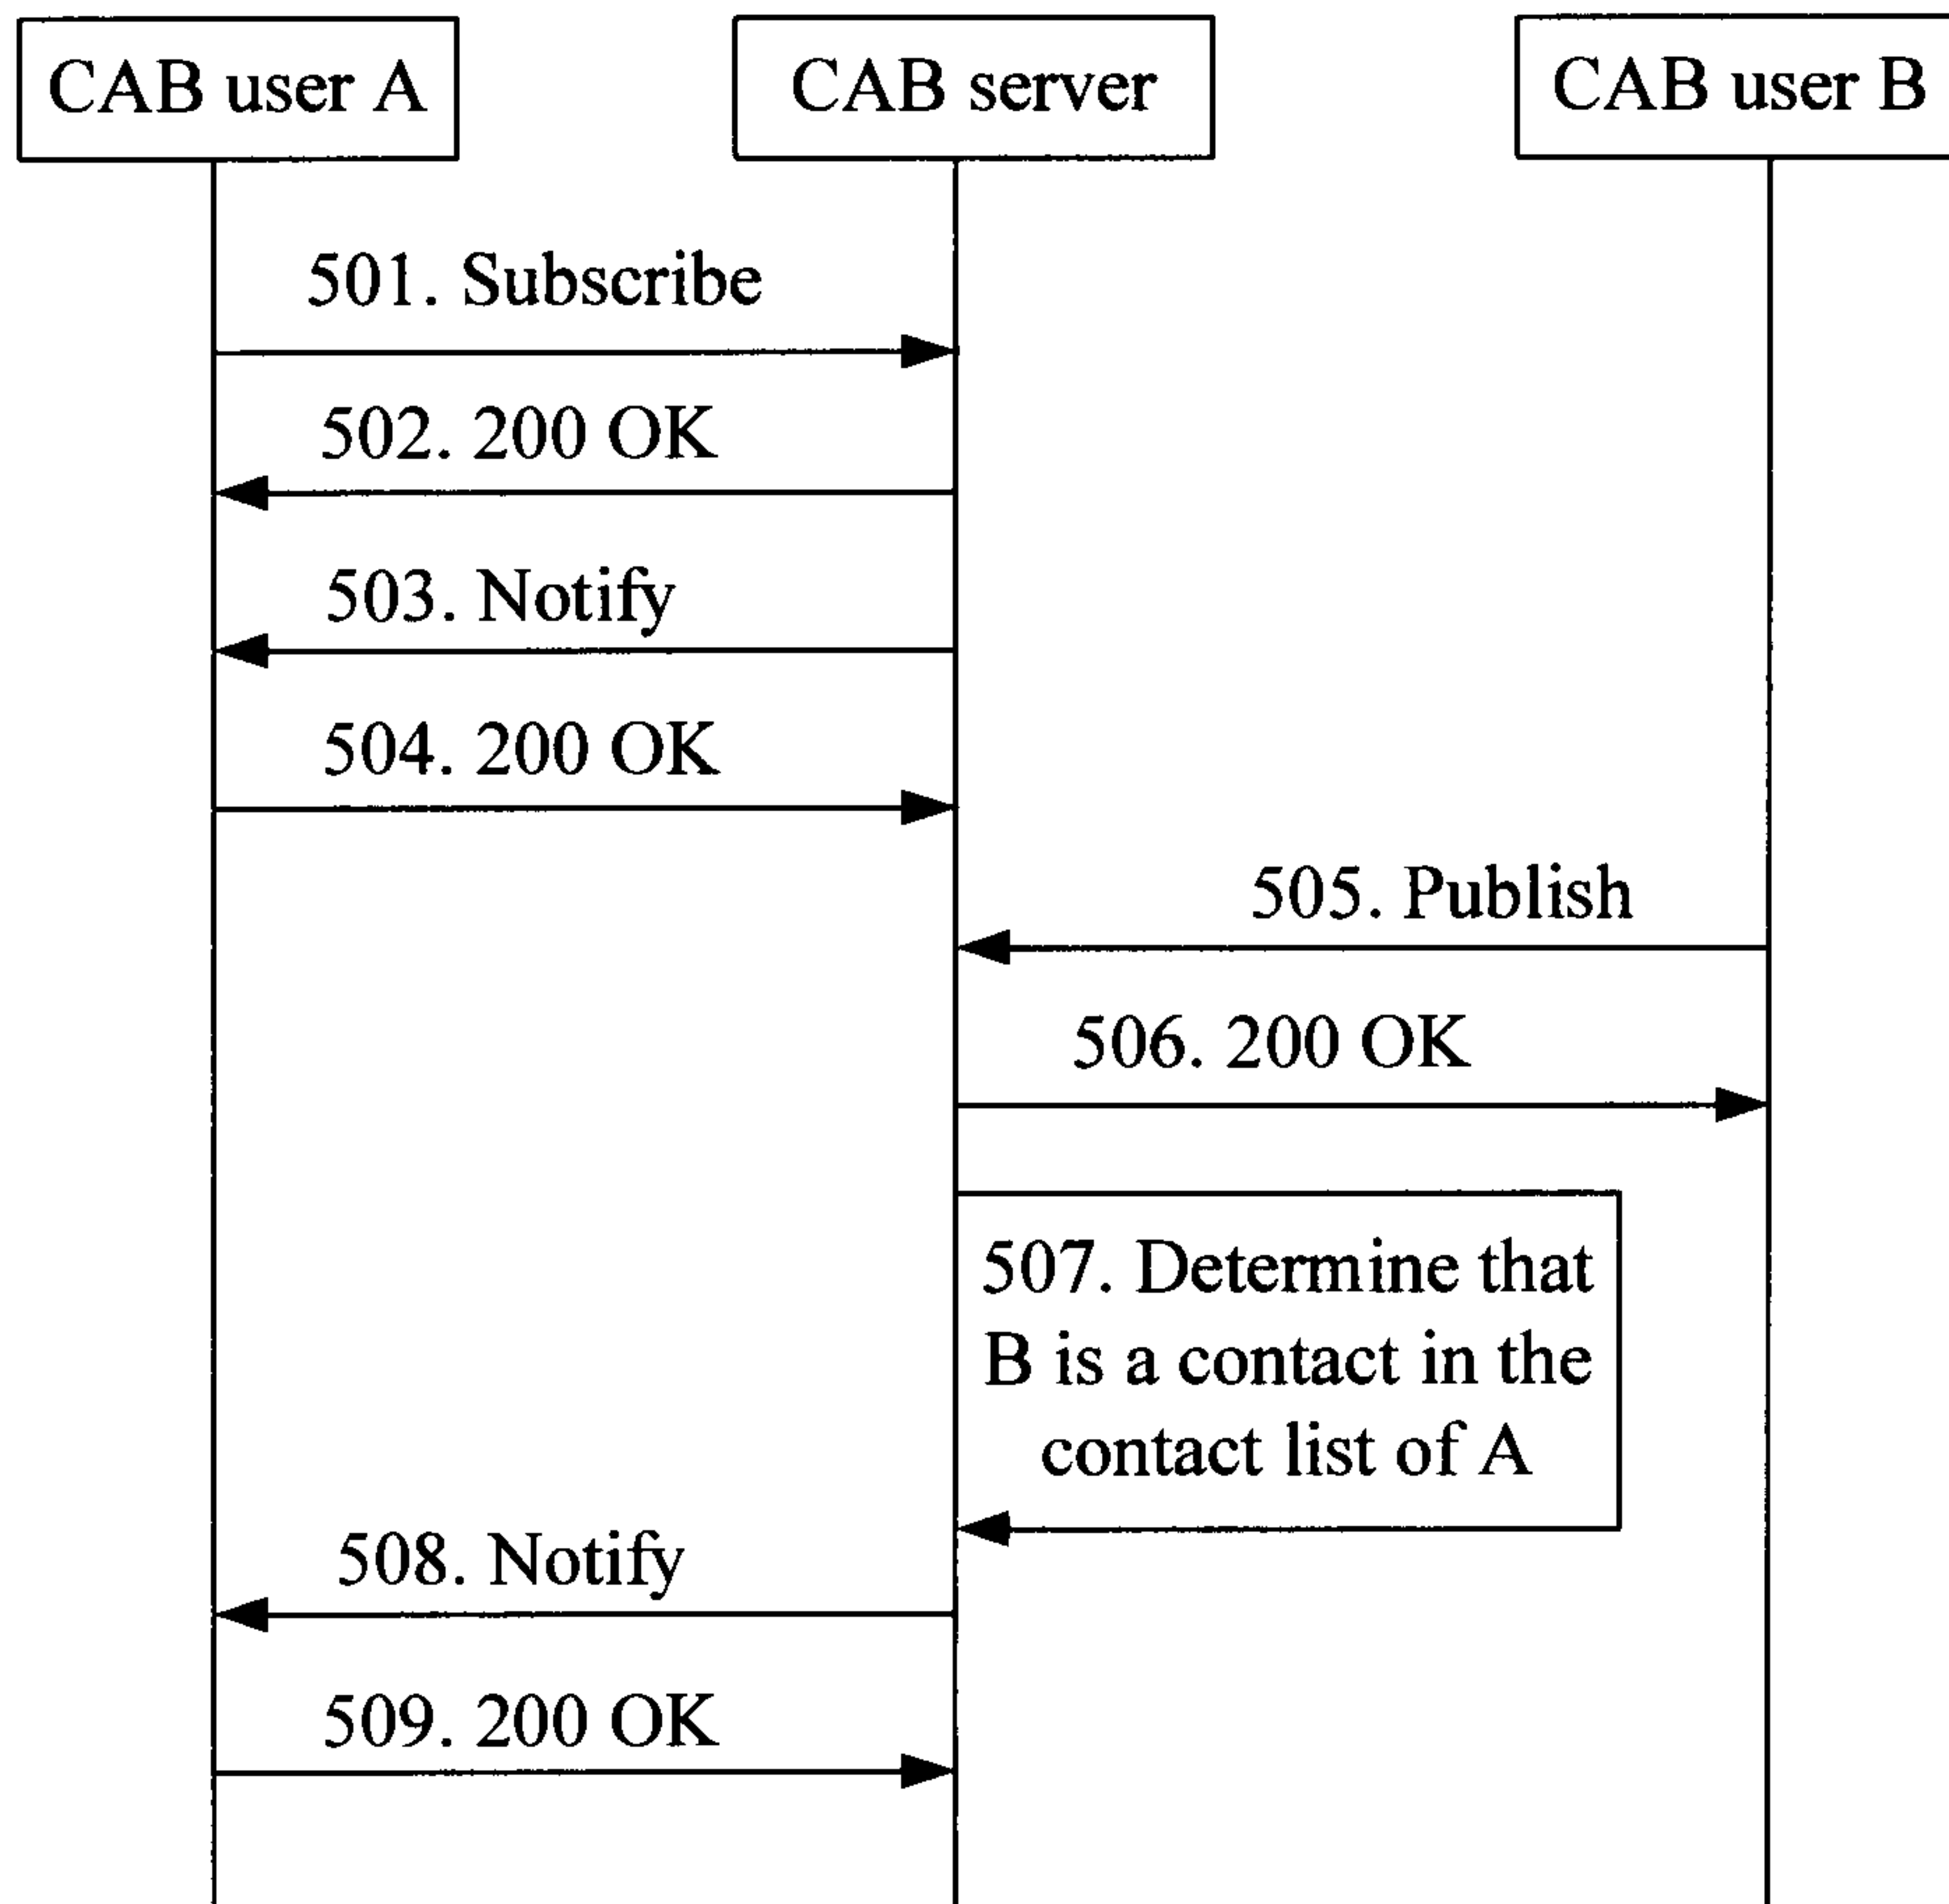 CAB user A
CAB server
CAB user B
501. Subscribe
502. 200 OK
503. Notify
504. 200 OK
505. Publish
506. 200 OK
507. Determine that
B is a contact in the
contact list of A
508. Notify
509. 200 OK